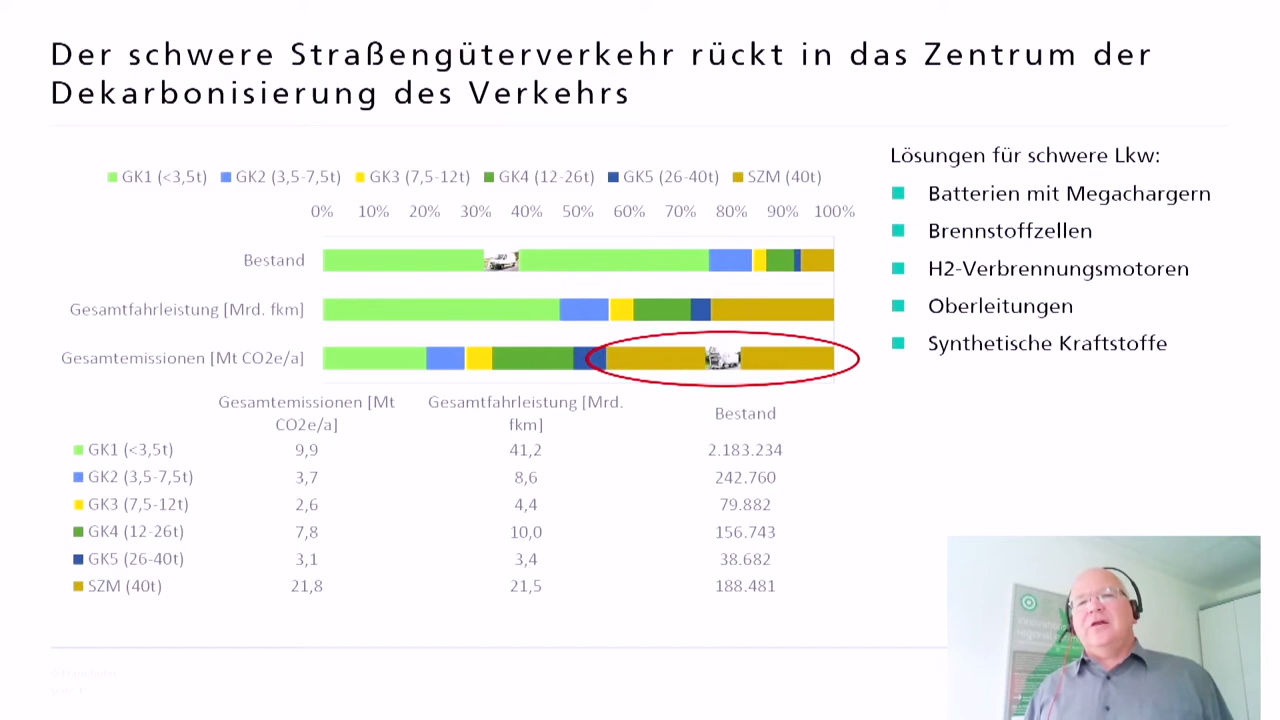 Der schwere Straßengüterverkehr rückt in das Zentrum der
Dekarbonisierung des Verkehrs
GK1 (<3,5t) GK2 (3,5-7,5t) GK3 (7,5-12t) GK4 (12-26t) GK5 (26-40t) SZM (40t)
0% 10% 20% 30% 40% 50% 60% 70% 80% 90% 100%
Bestand
Gesamtfahrleistung [Mrd. fkm]
Gesamtemissionen [Mt CO2e/a]
Gesamtemissionen [Mt
CO2e/a]
Gesamtfahrleistung [Mrd.
fkm]
Bestand
GK1 (<3,5t) 9,9 41,2 2.183.234
GK2 (3,5-7,5t) 3,7 8,6 242.760
GK3 (7,5-12t) 2,6 4,4 79.882
GK4 (12-26t) 7,8 10,0 156.743
GK5 (26-40t) 3,1 3,4 38.682
SZM (40t) 21,8 21,5 188.481
Lösungen für schwere Lkw:
Batterien mit Megachargern
Brennstoffzellen
H2-Verbrennungsmotoren
Oberleitungen
Synthetische Kraftstoffe